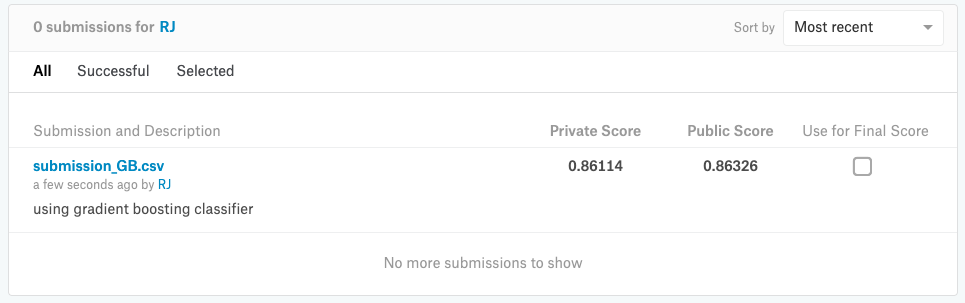 0 submissions for RJ
Sort by Most recent
All Successful Selected
Submission and Description Private Score Public Score Use for Final Score
submission_GB.csv 0.86114 0.86326
a few seconds ago by RJ
using gradient boosting classifier
No more submissions to show